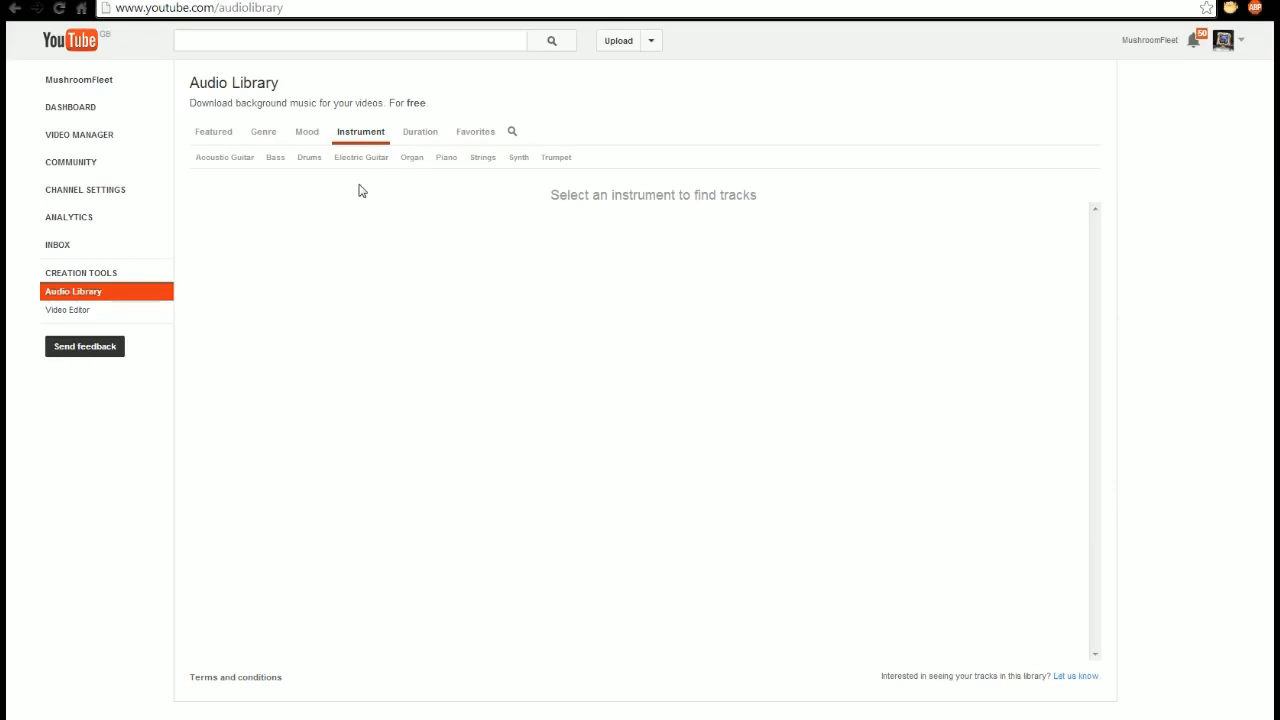 www.youtube.com/audiolibrary
ABP
YouTube GB
Upload
MushroomFleet
50
MushroomFleet
DASHBOARD
VIDEO MANAGER
COMMUNITY
CHANNEL SETTINGS
ANALYTICS
INBOX
CREATION TOOLS
Audio Library
Video Editor
Send feedback
Audio Library
Download background music for your videos. For free.
Featured Genre Mood Instrument Duration Favorites
Acoustic Guitar Bass Drums Electric Guitar Organ Piano Strings Synth Trumpet
Select an instrument to find tracks
Terms and conditions
Interested in seeing your tracks in this library? Let us know.